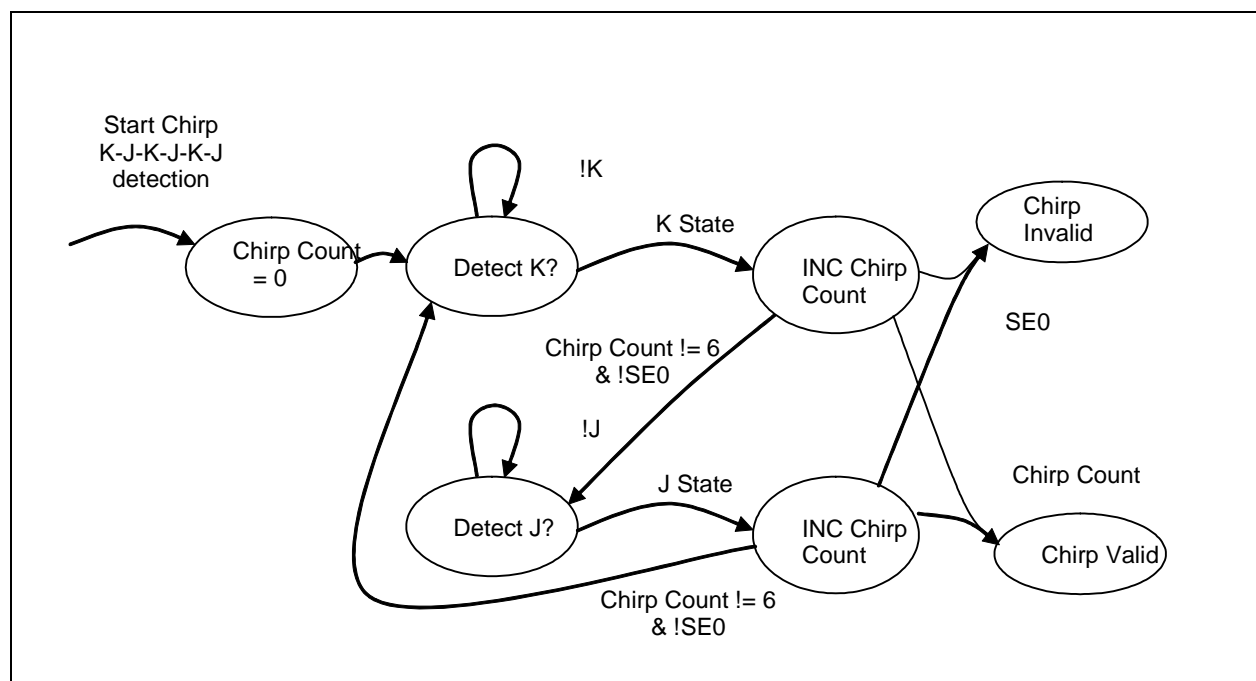 Start Chirp
K-J-K-J-K-J
detection
!K
K State
Chirp
Invalid
Chirp Count
= 0
Detect K?
INC Chirp
Count
SE0
Chirp Count != 6
& !SE0
!J
J State
Chirp Count
Detect J?
INC Chirp
Count
Chirp Valid
Chirp Count != 6
& !SE0